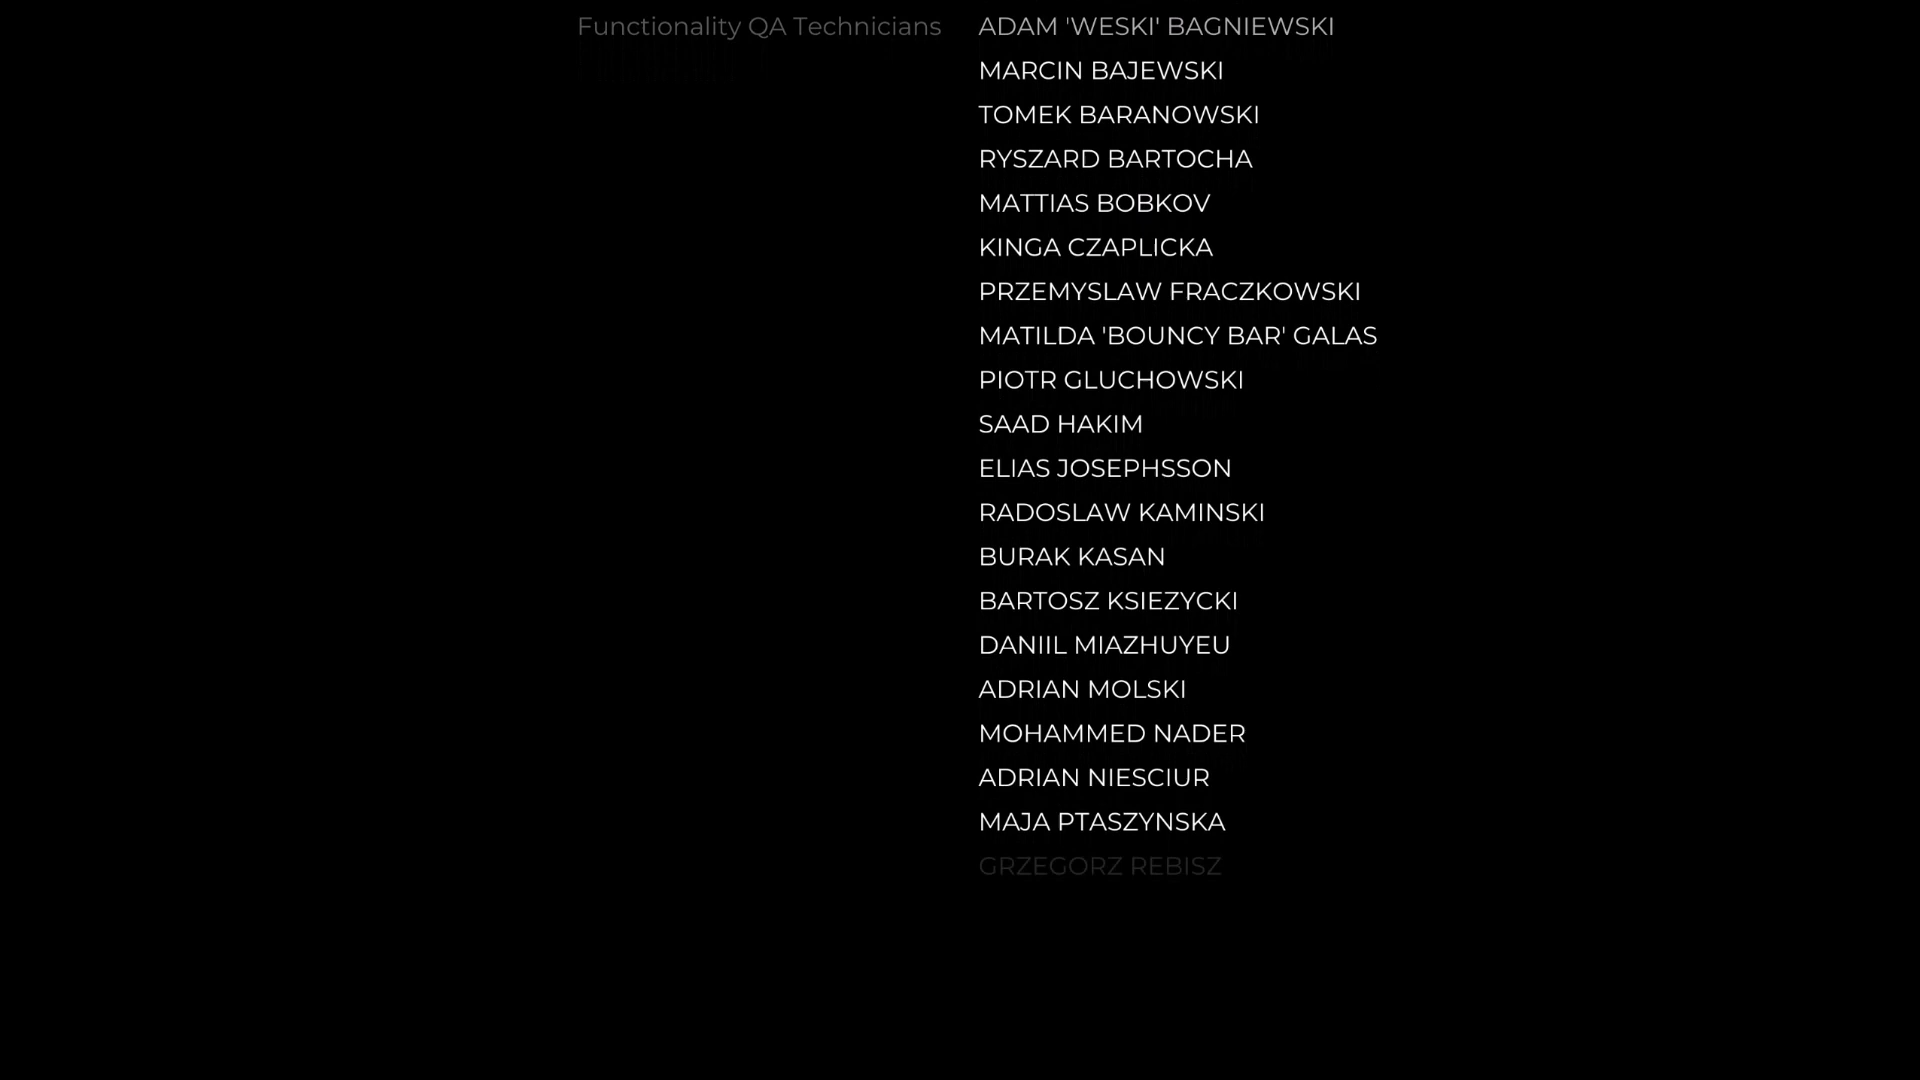 Functionality QA Technicians ADAM 'WESKI' BAGNIEWSKI
MARCIN BAJEWSKI
TOMEK BARANOWSKI
RYSZARD BARTOCHA
MATTIAS BOBKOV
KINGA CZAPLICKA
PRZEMYSLAW FRACZKOWSKI
MATILDA 'BOUNCY BAR' GALAS
PIOTR GLUCHOWSKI
SAAD HAKIM
ELIAS JOSEPHSSON
RADOSLAW KAMINSKI
BURAK KASAN
BARTOSZ KSIEZYCKI
DANIIL MIAZHUYEU
ADRIAN MOLSKI
MOHAMMED NADER
ADRIAN NIESCIUR
MAJA PTASZYNSKA
GRZEGORZ REBISZ